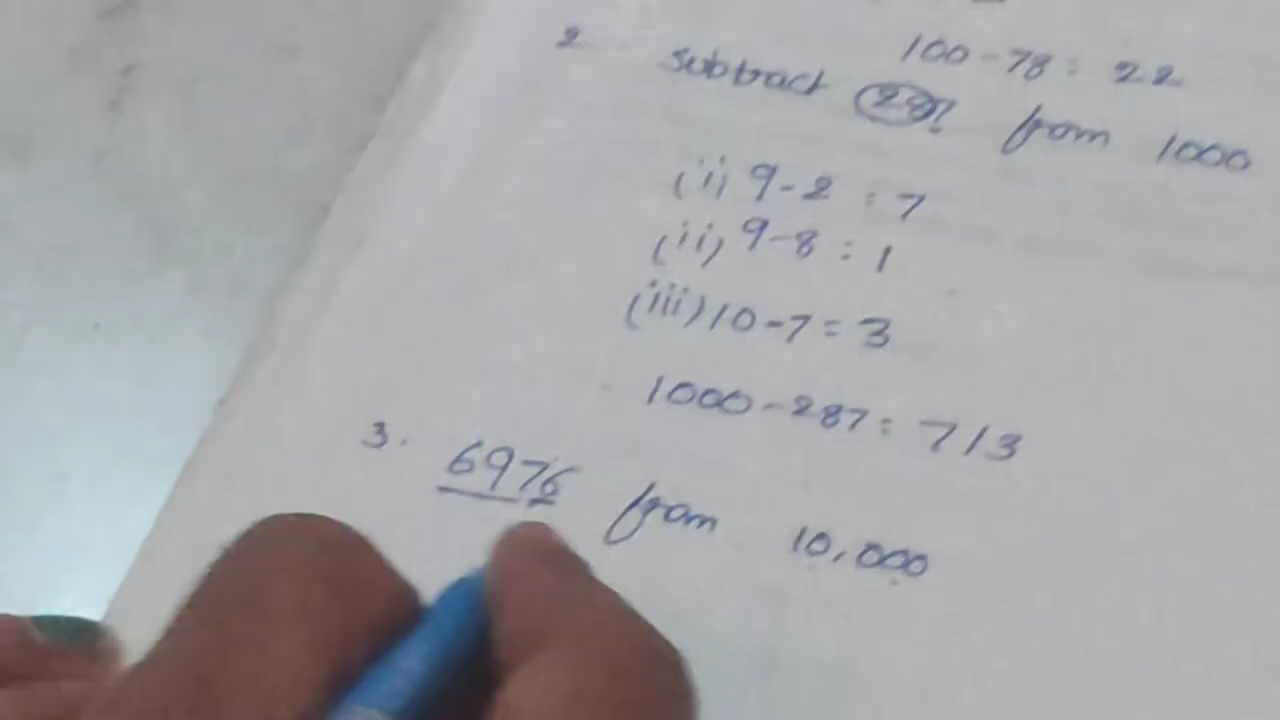 100 - 78 = 22
2 subtract 287 from 1000
(i) 9 - 2 = 7
(ii) 9 - 8 = 1
(iii) 10 - 7 = 3
1000 - 287 = 713
3. 6976 from 10,000